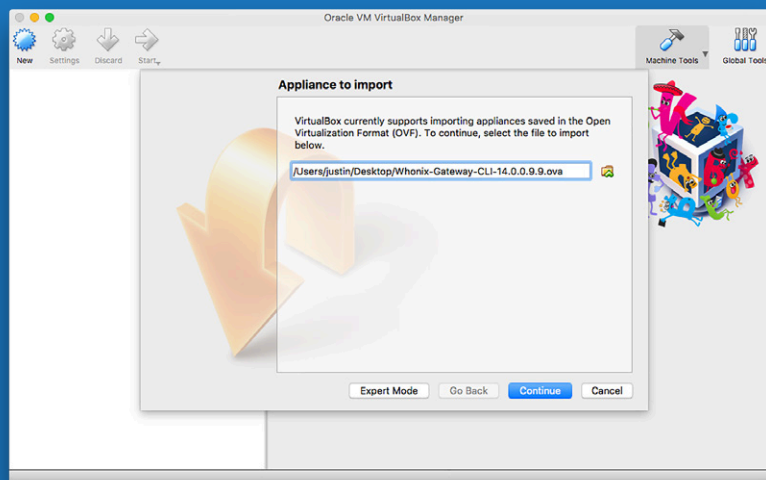 Oracle VM VirtualBox Manager
New
Settings
Discard
Start
Machine Tools
Global Tools
Appliance to import
VirtualBox currently supports importing appliances saved in the Open
Virtualization Format (OVF). To continue, select the file to import
below.
/Users/justin/Desktop/Whonix-Gateway-CLI-14.0.0.9.9.ova
Expert Mode
Go Back
Continue
Cancel